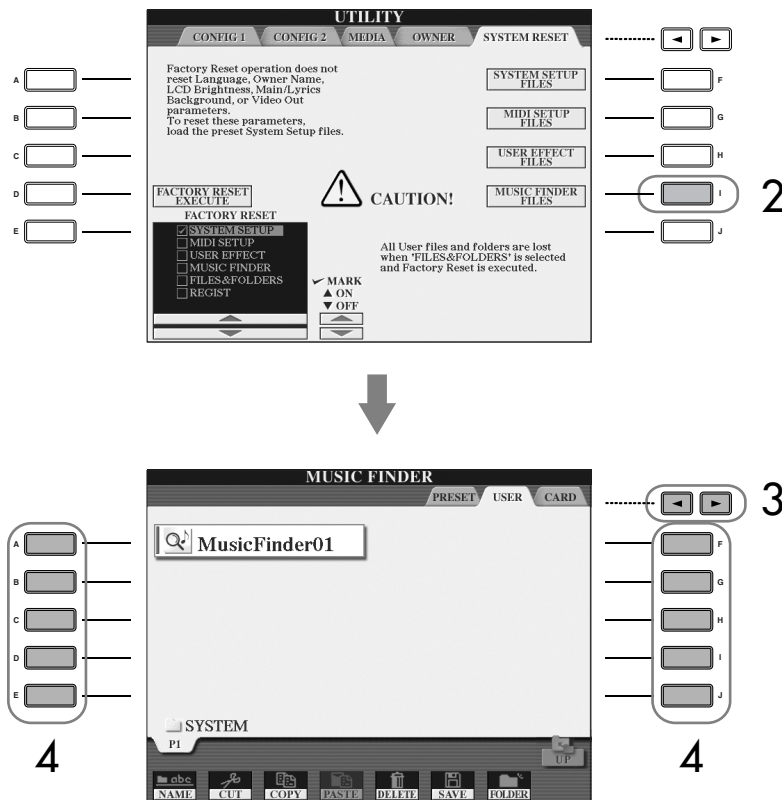 UTILITY
CONFIG 1 CONFIG 2 MEDIA OWNER SYSTEM RESET
Factory Reset operation does not
reset Language, Owner Name,
LCD Brightness, Main/Lyrics
Background, or Video Out
parameters.
To reset these parameters,
load the preset System Setup files.
A
B
C
D
E
SYSTEM SETUP
FILES
MIDI SETUP
FILES
USER EFFECT
FILES
MUSIC FINDER
FILES
F
G
H
I
J
2
FACTORY RESET
EXECUTE
CAUTION!
FACTORY RESET
SYSTEM SETUP
MIDI SETUP
USER EFFECT
MUSIC FINDER
FILES&FOLDERS
REGIST
MARK
▲ ON
▼ OFF
All User files and folders are lost
when 'FILES&FOLDERS' is selected
and Factory Reset is executed.
MUSIC FINDER
PRESET USER CARD
3
MusicFinder01
A
B
C
D
E
F
G
H
I
J
SYSTEM
P1
UP
4
4
abc
NAME CUT COPY PASTE DELETE SAVE FOLDER